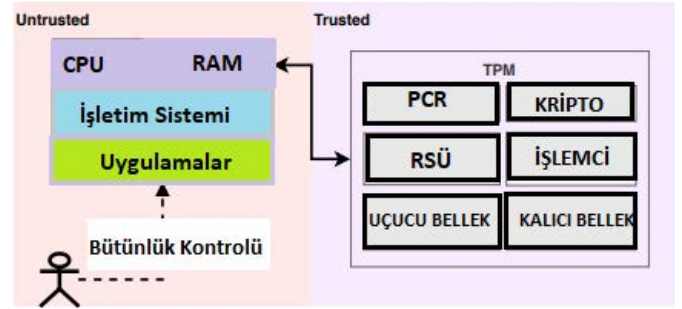 Untrusted
Trusted
CPU RAM
İşletim Sistemi
Uygulamalar
Bütünlük Kontrolü
TPM
PCR
KRİPTO
RSÜ
İŞLEMCİ
UÇUCU BELLEK
KALICI BELLEK